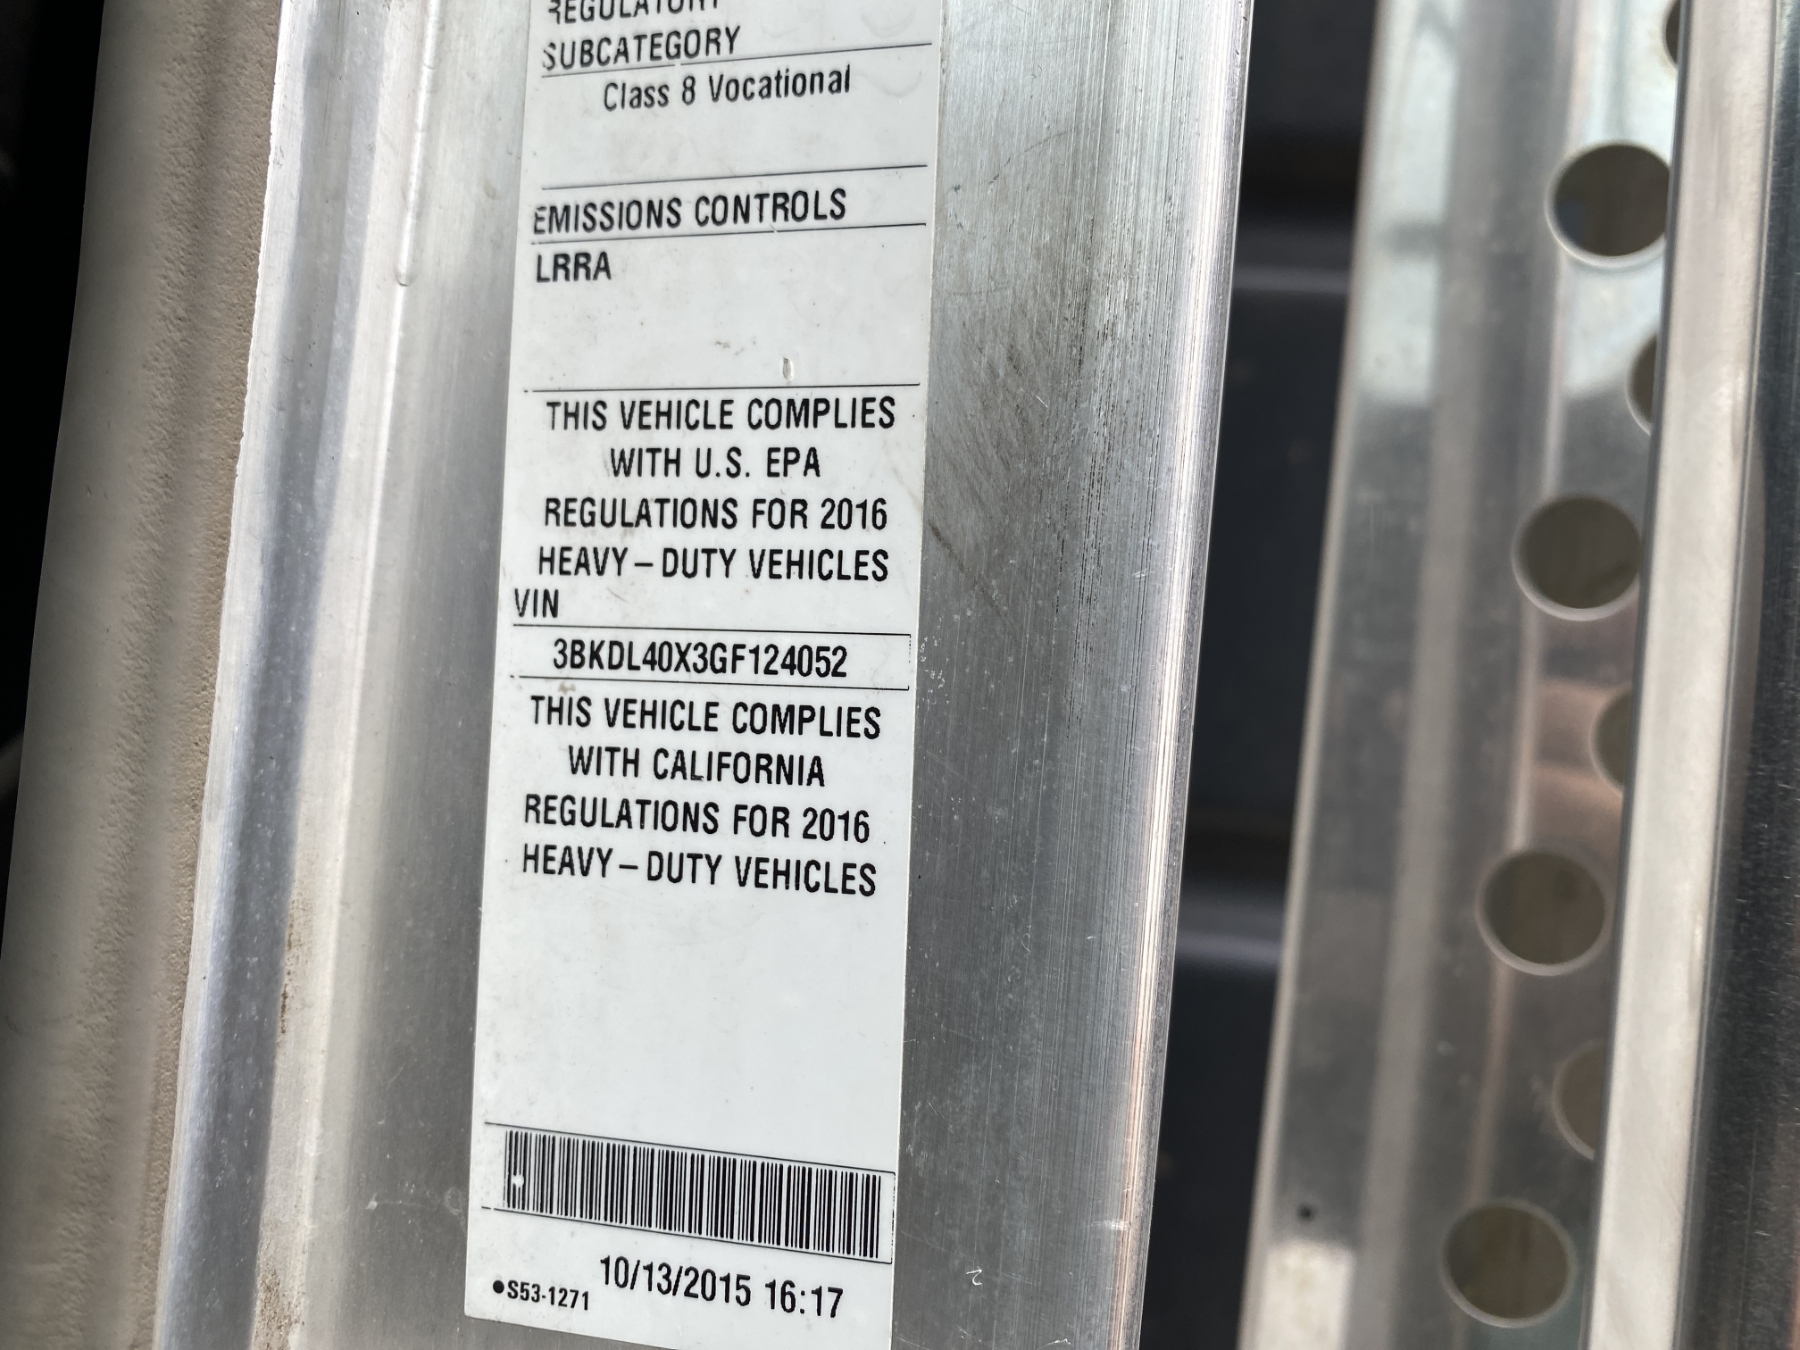 REGULATORY
SUBCATEGORY
Class 8 Vocational
EMISSIONS CONTROLS
LRRA
THIS VEHICLE COMPLIES
WITH U.S. EPA
REGULATIONS FOR 2016
HEAVY – DUTY VEHICLES
VIN
3BKDL40X3GF124052
THIS VEHICLE COMPLIES
WITH CALIFORNIA
REGULATIONS FOR 2016
HEAVY – DUTY VEHICLES
10/13/2015 16:17
●S53-1271